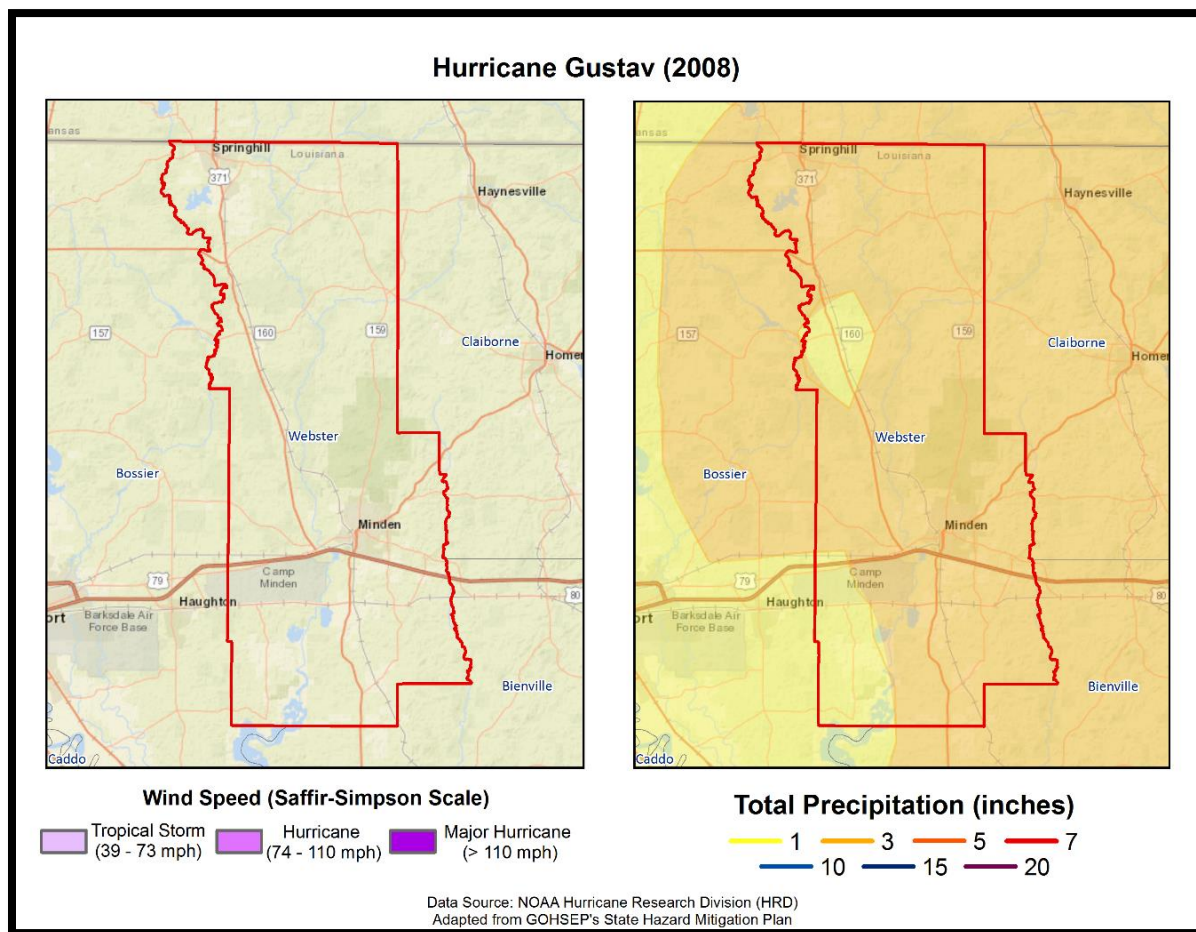 Hurricane Gustav (2008)
ansas
Springhill
Louisiana
371
Haynesville
157
160
159
Claiborne
Homer
Webster
Bossier
Minden
79
Camp
Minden
Haughton
80
ort
Barksdale Air
Force Base
Bienville
Caddo
ansas
Springhill
Louisiana
371
Haynesville
157
160
159
Claiborne
Homer
Webster
Bossier
Minden
79
Camp
Minden
Haughton
80
ort
Barksdale Air
Force Base
Bienville
Caddo
Wind Speed (Saffir-Simpson Scale)
Tropical Storm
(39 - 73 mph)
Hurricane
(74 - 110 mph)
Major Hurricane
(> 110 mph)
Total Precipitation (inches)
1 3 5 7
10 15 20
Data Source: NOAA Hurricane Research Division (HRD)
Adapted from GOHSEP's State Hazard Mitigation Plan